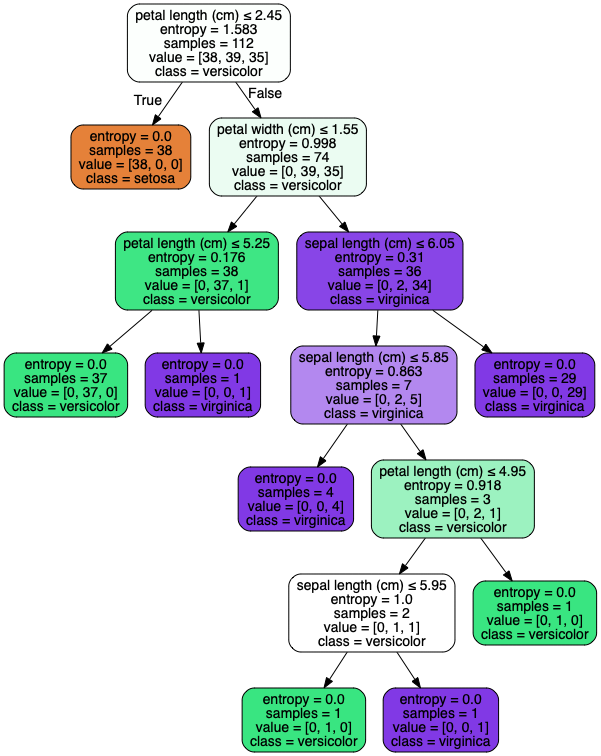 petal length (cm) ≤ 2.45
entropy = 1.583
samples = 112
value = [38, 39, 35]
class = versicolor
True
False
entropy = 0.0
samples = 38
value = [38, 0, 0]
class = setosa
petal width (cm) ≤ 1.55
entropy = 0.998
samples = 74
value = [0, 39, 35]
class = versicolor
petal length (cm) ≤ 5.25
entropy = 0.176
samples = 38
value = [0, 37, 1]
class = versicolor
sepal length (cm) ≤ 6.05
entropy = 0.31
samples = 36
value = [0, 2, 34]
class = virginica
entropy = 0.0
samples = 37
value = [0, 37, 0]
class = versicolor
entropy = 0.0
samples = 1
value = [0, 0, 1]
class = virginica
sepal length (cm) ≤ 5.85
entropy = 0.863
samples = 7
value = [0, 2, 5]
class = virginica
entropy = 0.0
samples = 29
value = [0, 0, 29]
class = virginica
entropy = 0.0
samples = 4
value = [0, 0, 4]
class = virginica
petal length (cm) ≤ 4.95
entropy = 0.918
samples = 3
value = [0, 2, 1]
class = versicolor
sepal length (cm) ≤ 5.95
entropy = 1.0
samples = 2
value = [0, 1, 1]
class = versicolor
entropy = 0.0
samples = 1
value = [0, 1, 0]
class = versicolor
entropy = 0.0
samples = 1
value = [0, 1, 0]
class = versicolor
entropy = 0.0
samples = 1
value = [0, 0, 1]
class = virginica